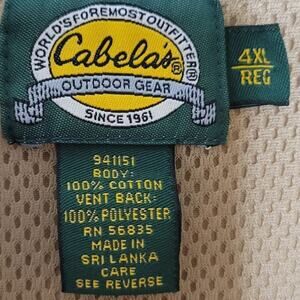 WORLD'S FOREMOST OUTFITTER®
Cabela's®
OUTDOOR GEAR
SINCE 1961
4XL
REG
941151
BODY:
100% COTTON
VENT BACK:
100% POLYESTER
RN 56835
MADE IN
SRI LANKA
CARE
SEE REVERSE